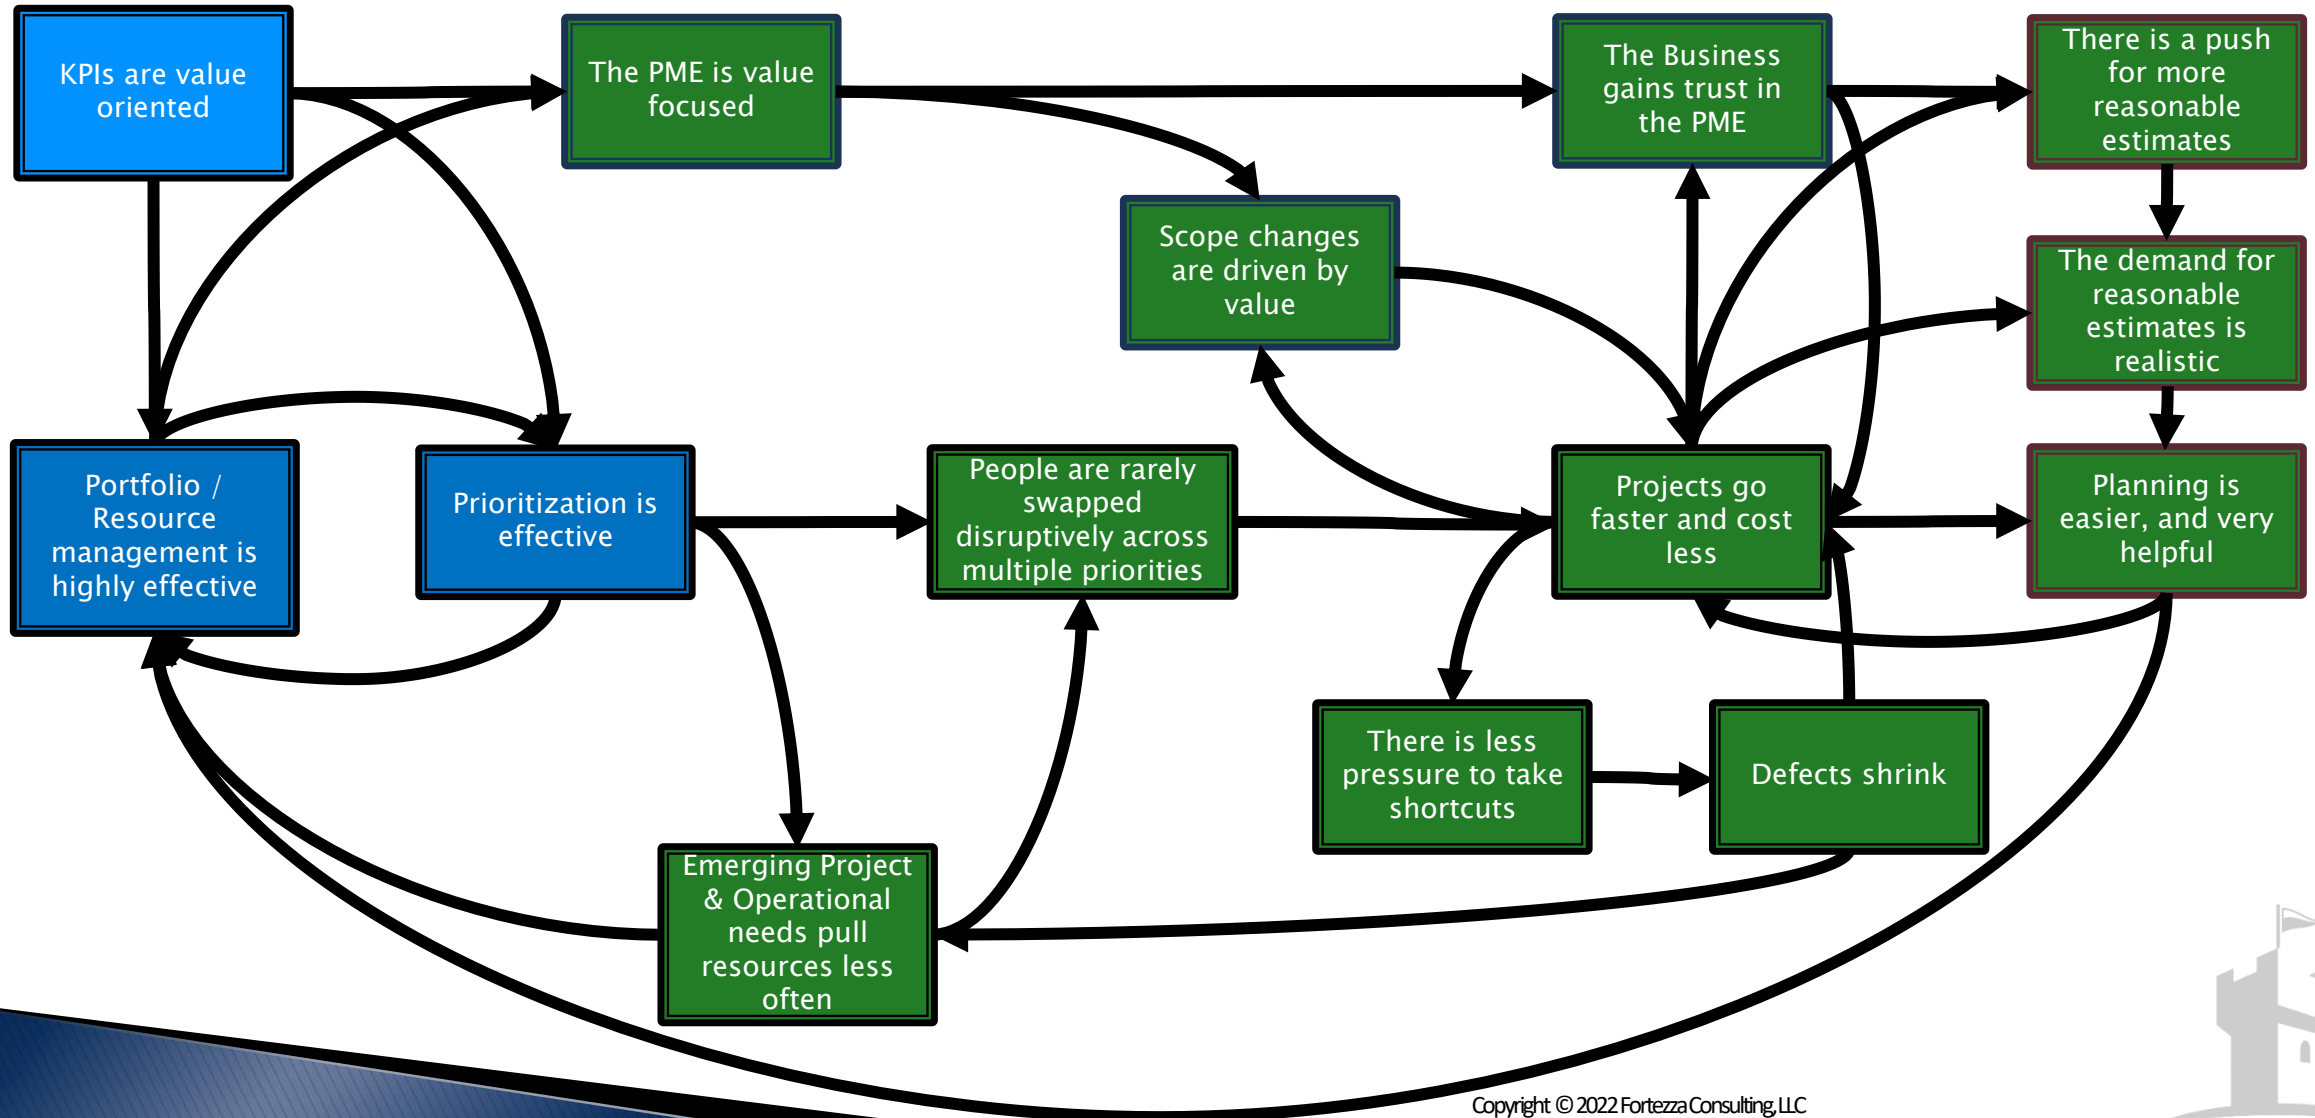 KPIs are value
oriented
The PME is value
focused
The Business
gains trust in
the PME
There is a push
for more
reasonable
estimates
Scope changes
are driven by
value
The demand for
reasonable
estimates is
realistic
Portfolio /
Resource
management is
highly effective
Prioritization is
effective
People are rarely
swapped
disruptively across
multiple priorities
Projects go
faster and cost
less
Planning is
easier, and very
helpful
There is less
pressure to take
shortcuts
Defects shrink
Emerging Project
& Operational
needs pull
resources less
often
Copyright © 2022 Fortezza Consulting, LLC